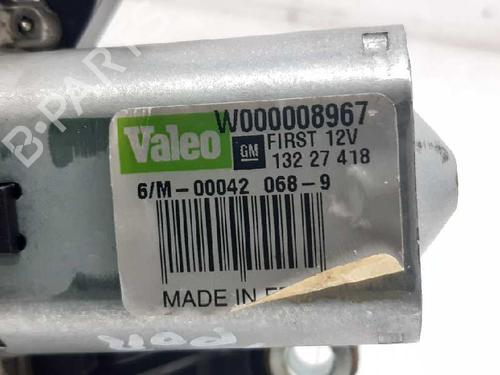 B-PARTS
W000008967
Valeo GM FIRST 12V
132 27 418
6/M-00042 068-9
MADE IN